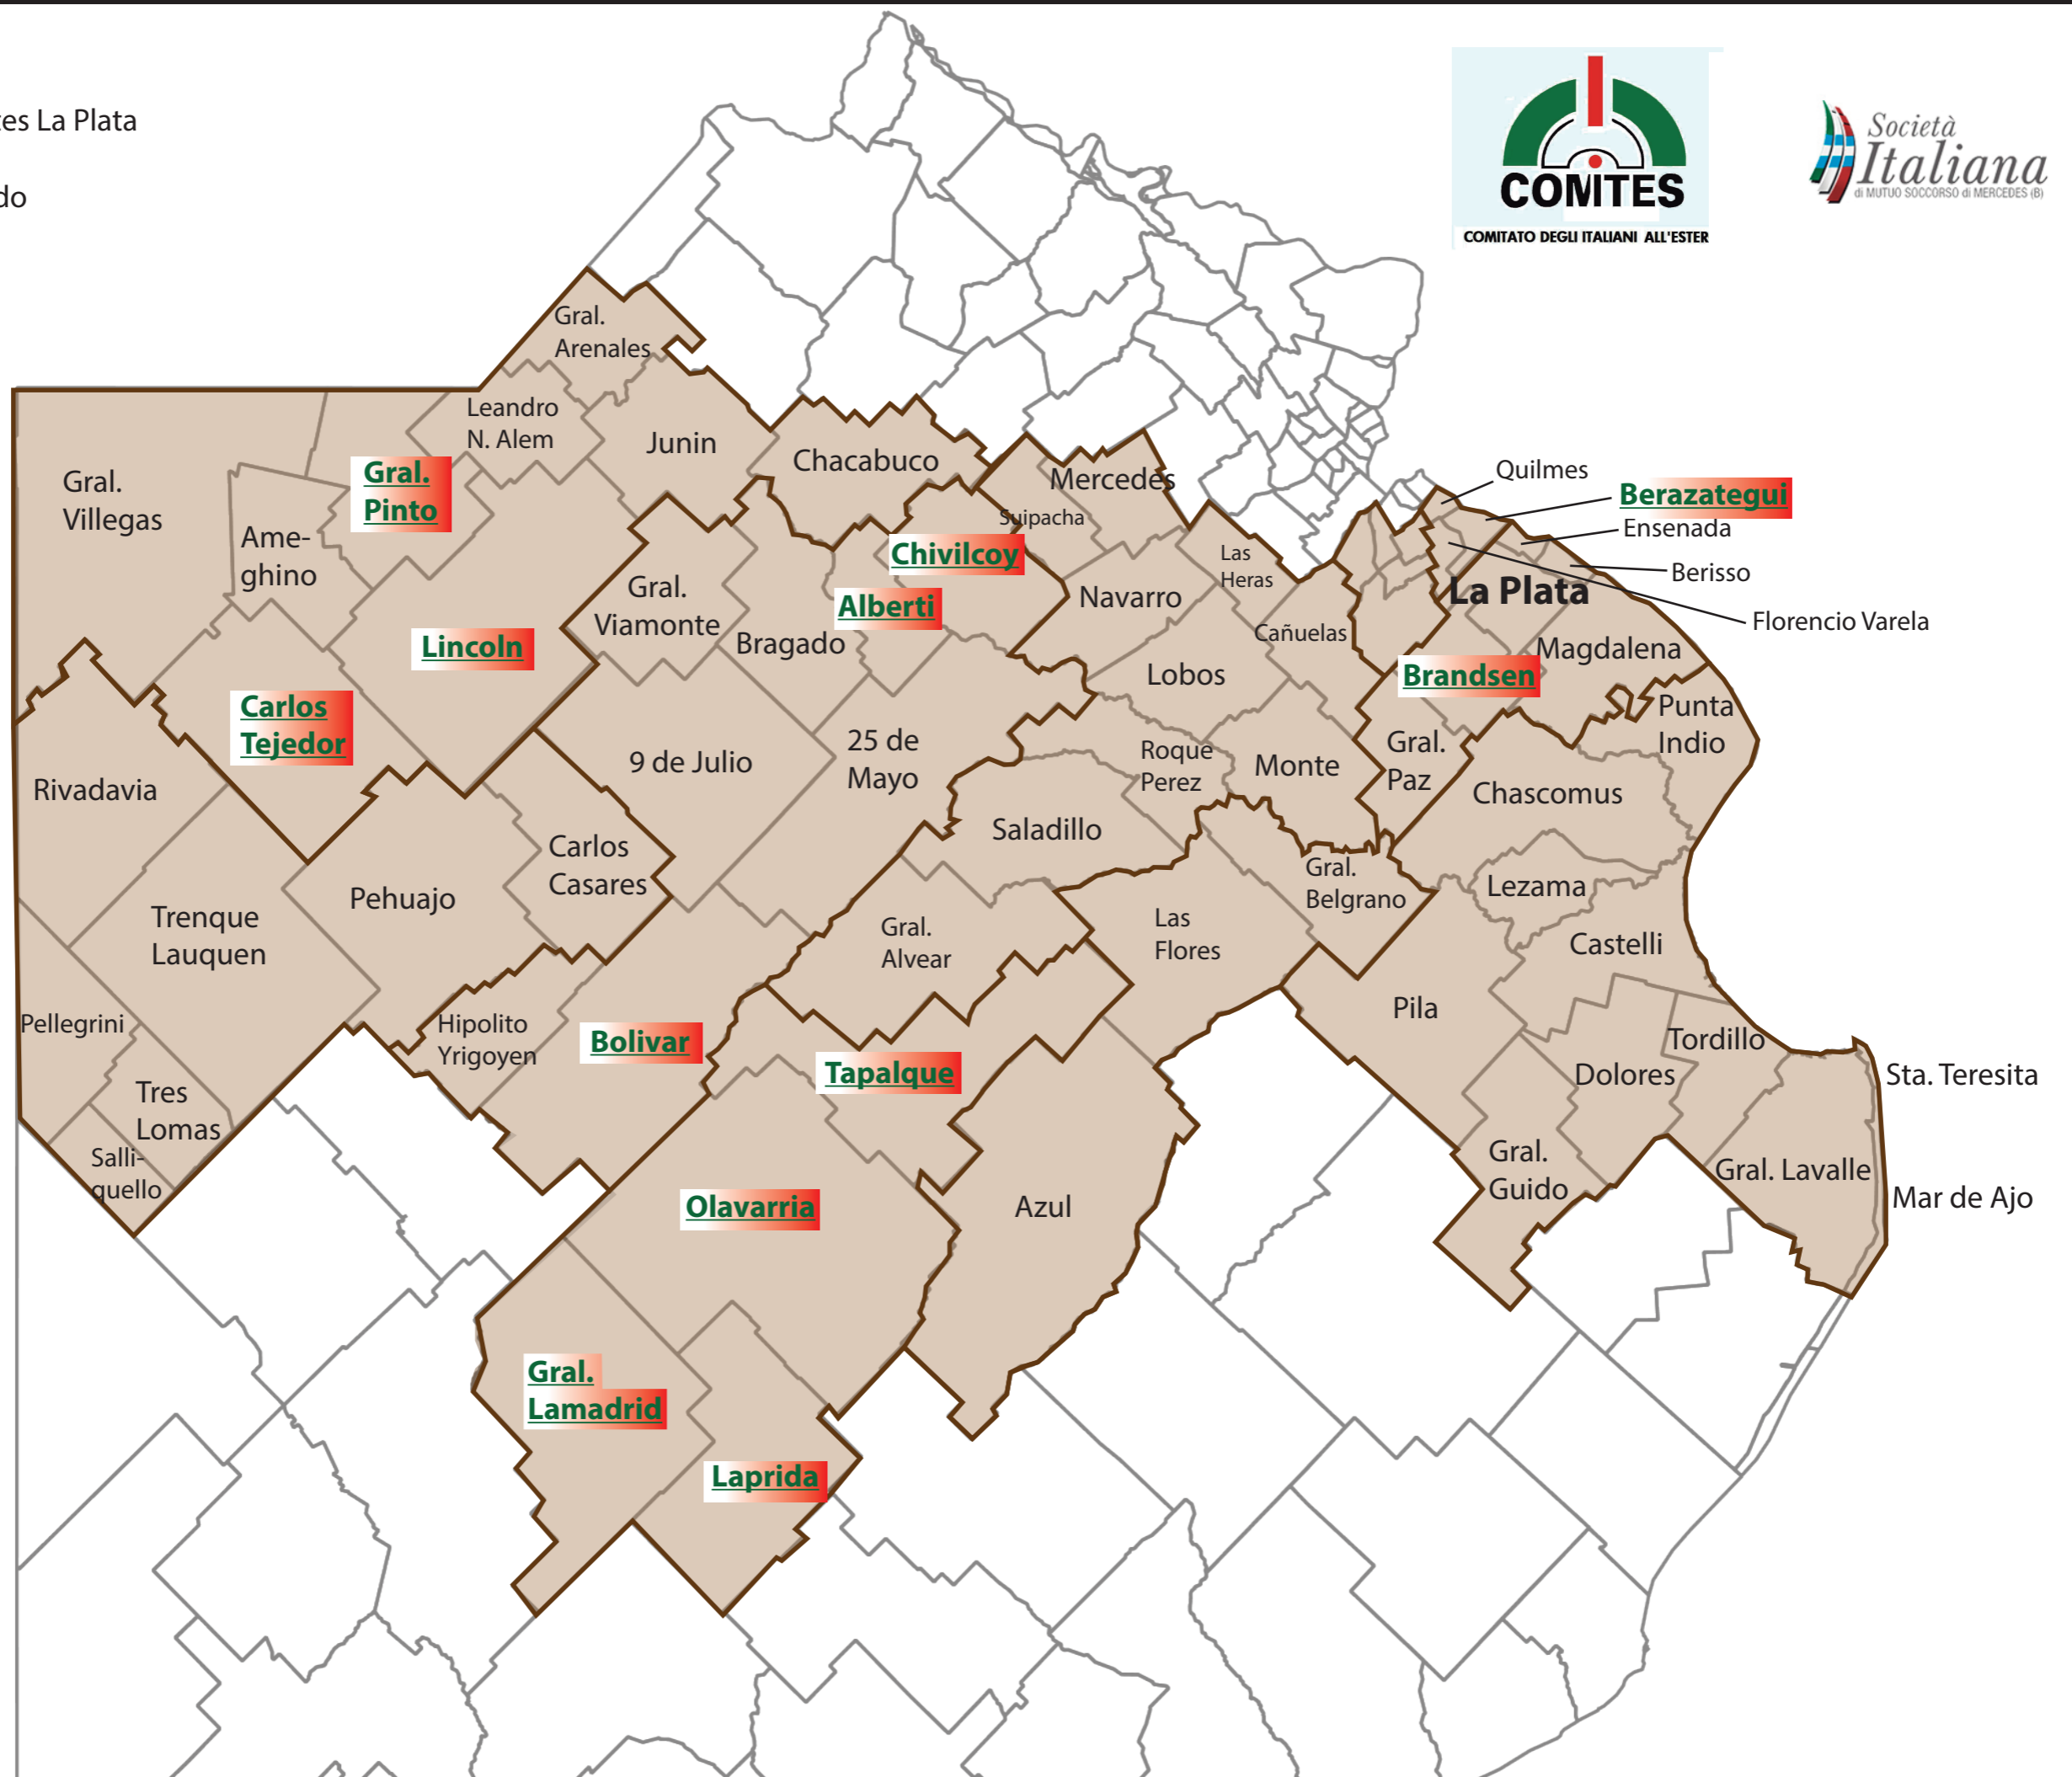 La Plata
COMITES
COMITATO DEGLI ITALIANI ALL'ESTER
Società
Italiana
di MUTUO SOCCORSO di MERCEDES (B)
Gral.
Arenales
Leandro
N. Alem
Junin
Chacabuco
Mercedes
Suipacha
Quilmes
Berazategui
Ensenada
Berisso
Florencio Varela
Gral.
Villegas
Gral.
Pinto
Ame-
ghino
Chivilcoy
Alberti
Las
Heras
Navarro
La Plata
Gral.
Viamonte
Bragado
Lincoln
Cañuelas
Magdalena
Lobos
Brandsen
Carlos
Tejedor
Punta
Indio
Rivadavia
9 de Julio
25 de
Mayo
Roque
Perez
Monte
Gral.
Paz
Chascomus
Saladillo
Carlos
Casares
Gral.
Belgrano
Lezama
Pehuajo
Trenque
Lauquen
Gral.
Alvear
Las
Flores
Castelli
Pila
Pellegrini
Hipolito
Yrigoyen
Bolivar
Tapalque
Tordillo
Dolores
Sta. Teresita
Tres
Lomas
Salli-
quello
Gral.
Guido
Gral. Lavalle
Mar de Ajo
Olavarria
Azul
Gral.
Lamadrid
Laprida